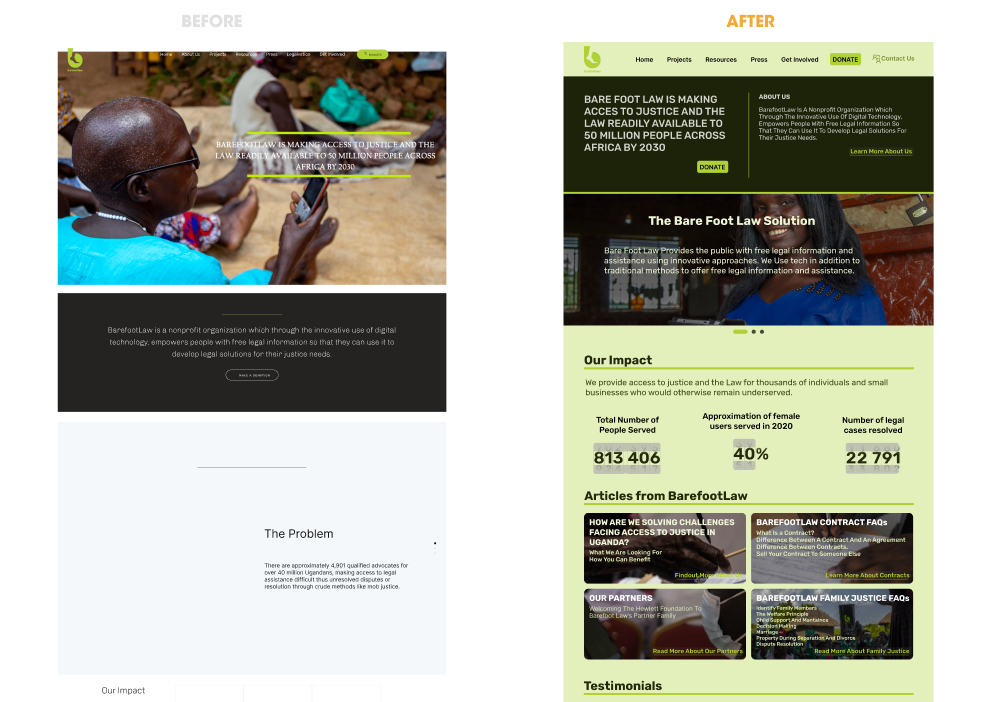 BEFORE
Home About Us Projects Resources Press Legalvision Get Involved DONATE
BAREFOOTLAW IS MAKING ACCESS TO JUSTICE AND THE
LAW READILY AVAILABLE TO 50 MILLION PEOPLE ACROSS
AFRICA BY 2030
BarefootLaw is a nonprofit organization which through the innovative use of digital
technology, empowers people with free legal information so that they can use it to
develop legal solutions for their justice needs.
MAKE A DONATION
The Problem
There are approximately 4,901 qualified advocates for
over 40 million Ugandans, making access to legal
assistance difficult thus unresolved disputes or
resolution through crude methods like mob justice.
Our Impact
AFTER
Home Projects Resources Press Get Involved DONATE Contact Us
BARE FOOT LAW IS MAKING
ACCES TO JUSTICE AND THE
LAW READILY AVAILABLE TO
50 MILLION PEOPLE ACROSS
AFRICA BY 2030
DONATE
ABOUT US
BarefootLaw Is A Nonprofit Organization Which
Through The Innovative Use Of Digital Technology,
Empowers People With Free Legal Information So
That They Can Use It To Develop Legal Solutions For
Their Justice Needs.
Learn More About Us
The Bare Foot Law Solution
Bare Foot Law Provides the public with free legal information and
assistance using innovative approaches. We Use tech in addition to
traditional methods to offer free legal information and assistance.
Our Impact
We provide access to justice and the Law for thousands of individuals and small
businesses who would otherwise remain underserved.
Total Number of
People Served
813 406
Approximation of female
users served in 2020
40%
Number of legal
cases resolved
22 791
Articles from BarefootLaw
HOW ARE WE SOLVING CHALLENGES
FACING ACCESS TO JUSTICE IN
UGANDA?
What We Are Looking For
How You Can Benefit
Findout More
BAREFOOTLAW CONTRACT FAQs
What Is a Contract?
Difference Between A Contract And An Agreement
Difference Between Contracts.
Sell Your Contract To Someone Else
Learn More About Contracts
OUR PARTNERS
Welcoming The Hewlett Foundation To
Barefoot Law's Partner Family
Read More About Our Partners
BAREFOOTLAW FAMILY JUSTICE FAQs
Identify Family Members
The Welfare Principle
Child Support And Mantaince
Decision Making
Marriage
Property During Separation And Divorce
Dispute Resolution
Read More About Family Justice
Testimonials